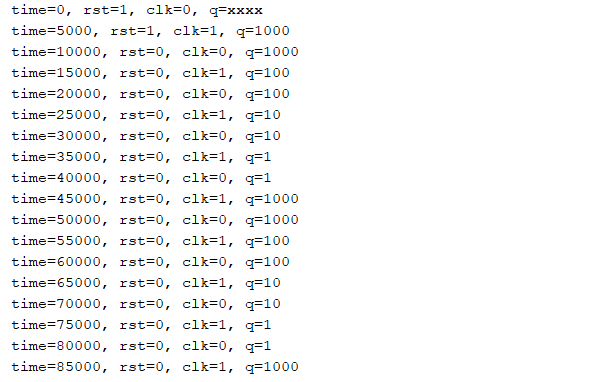 time=0, rst=1, clk=0, q=xxxx
time=5000, rst=1, clk=1, q=1000
time=10000, rst=0, clk=0, q=1000
time=15000, rst=0, clk=1, q=100
time=20000, rst=0, clk=0, q=100
time=25000, rst=0, clk=1, q=10
time=30000, rst=0, clk=0, q=10
time=35000, rst=0, clk=1, q=1
time=40000, rst=0, clk=0, q=1
time=45000, rst=0, clk=1, q=1000
time=50000, rst=0, clk=0, q=1000
time=55000, rst=0, clk=1, q=100
time=60000, rst=0, clk=0, q=100
time=65000, rst=0, clk=1, q=10
time=70000, rst=0, clk=0, q=10
time=75000, rst=0, clk=1, q=1
time=80000, rst=0, clk=0, q=1
time=85000, rst=0, clk=1, q=1000